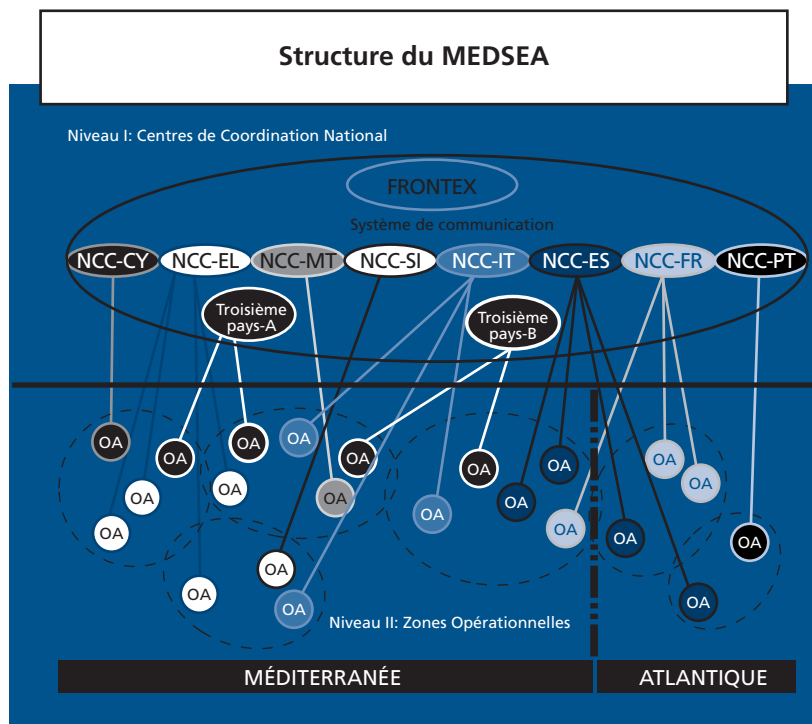 Structure du MEDSEA
Niveau I: Centres de Coordination National
FRONTEX
Système de communication
NCC-CY NCC-EL NCC-MT NCC-SI NCC-IT NCC-ES NCC-FR NCC-PT
Troisième
pays-A
Troisième
pays-B
OA OA OA OA OA OA OA OA
OA OA OA OA OA OA
OA OA OA OA
OA OA OA OA
Niveau II: Zones Opérationnelles
MÉDITERRANÉE ATLANTIQUE